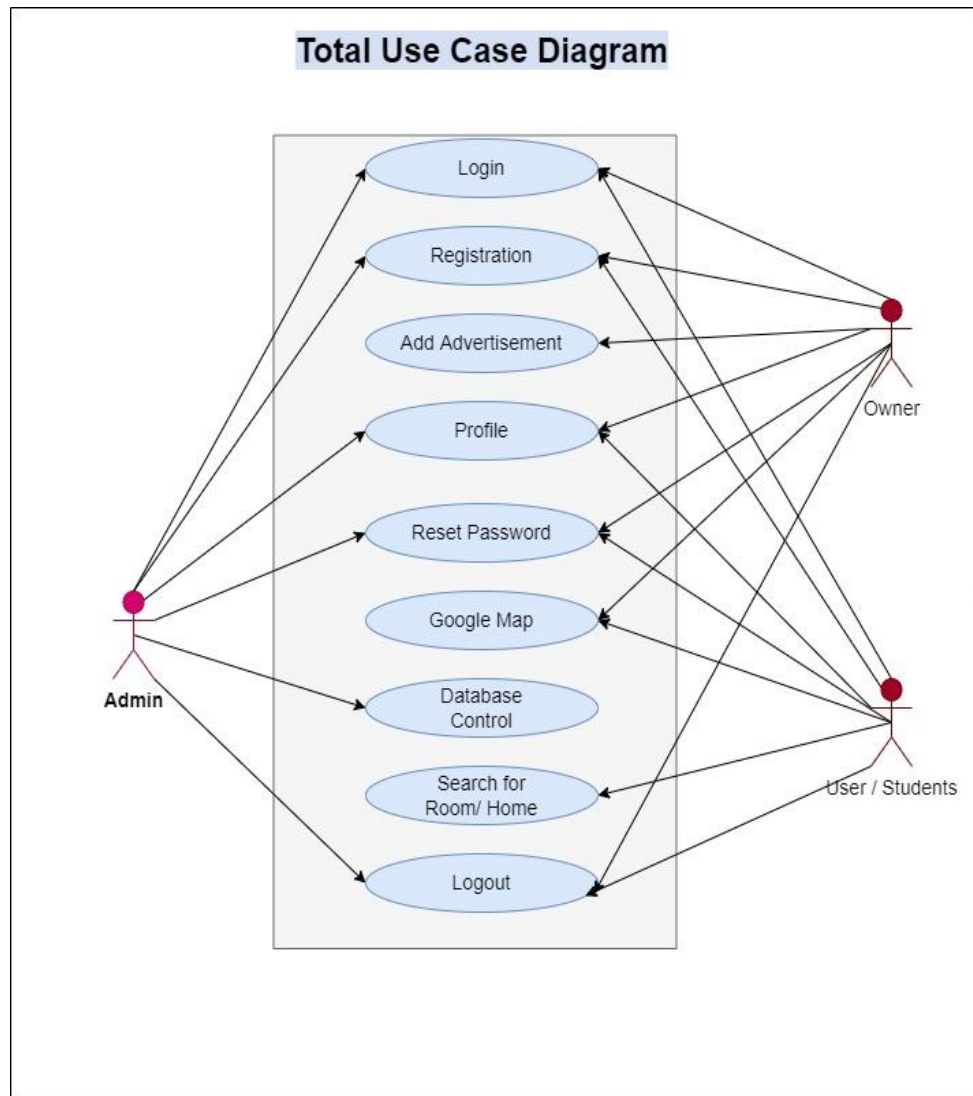 Total Use Case Diagram
Login
Registration
Add Advertisement
Profile
Reset Password
Google Map
Database
Control
Search for
Room/ Home
Logout
Admin
Owner
User / Students